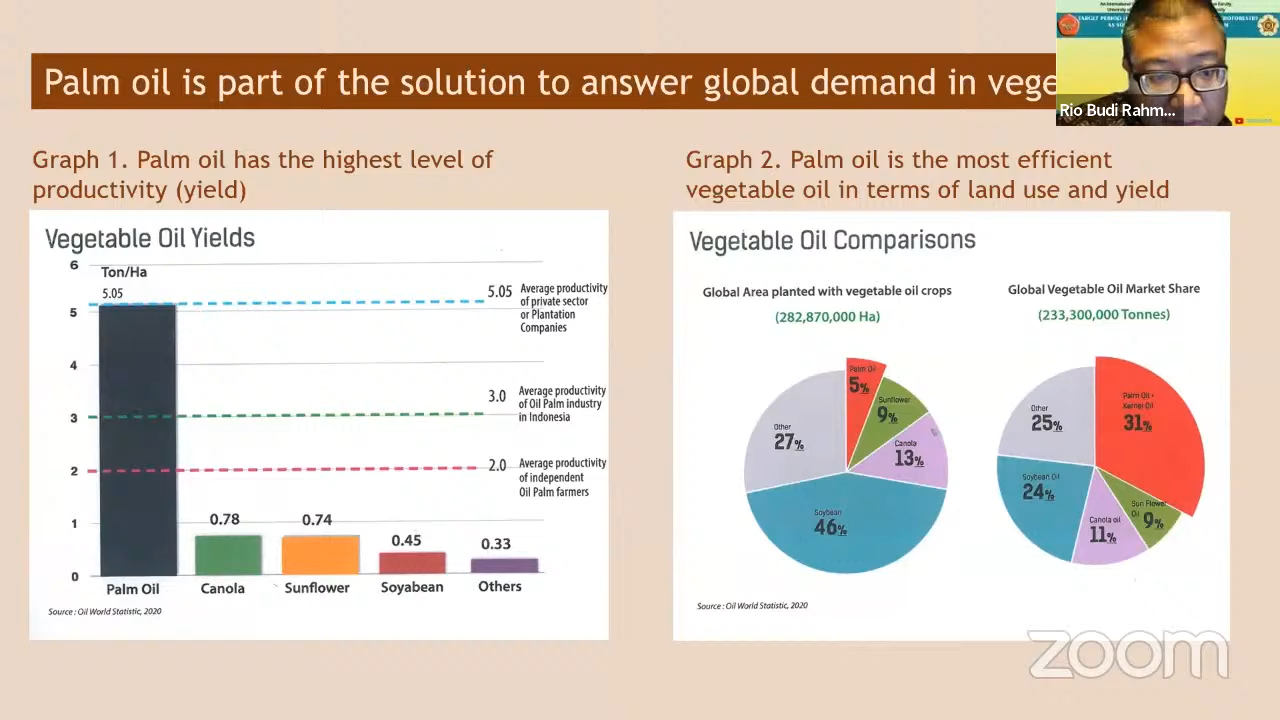 Palm oil is part of the solution to answer global demand in vege
Rio Budi Rahm...
Graph 1. Palm oil has the highest level of
productivity (yield)
Vegetable Oil Yields
6
Ton/Ha
5.05
5
4
3
2
1
0
5.05 Average productivity
of private sector
or Plantation
Companies
3.0 Average productivity
of Oil Palm industry
in Indonesia
2.0 Average productivity
of independent
Oil Palm farmers
0.78
0.74
0.45
0.33
Palm Oil
Canola
Sunflower
Soyabean
Others
Source : Oil World Statistic, 2020
Graph 2. Palm oil is the most efficient
vegetable oil in terms of land use and yield
Vegetable Oil Comparisons
Global Area planted with vegetable oil crops
(282,870,000 Ha)
Palm Oil
5%
Sunflower
9%
Canola
13%
Soybean
46%
Other
27%
Global Vegetable Oil Market Share
(233,300,000 Tonnes)
Palm Oil +
Kernel Oil
31%
Sun Flower
Oil 9%
Canola oil
11%
Soybean Oil
24%
Other
25%
Source : Oil World Statistic, 2020
zoom